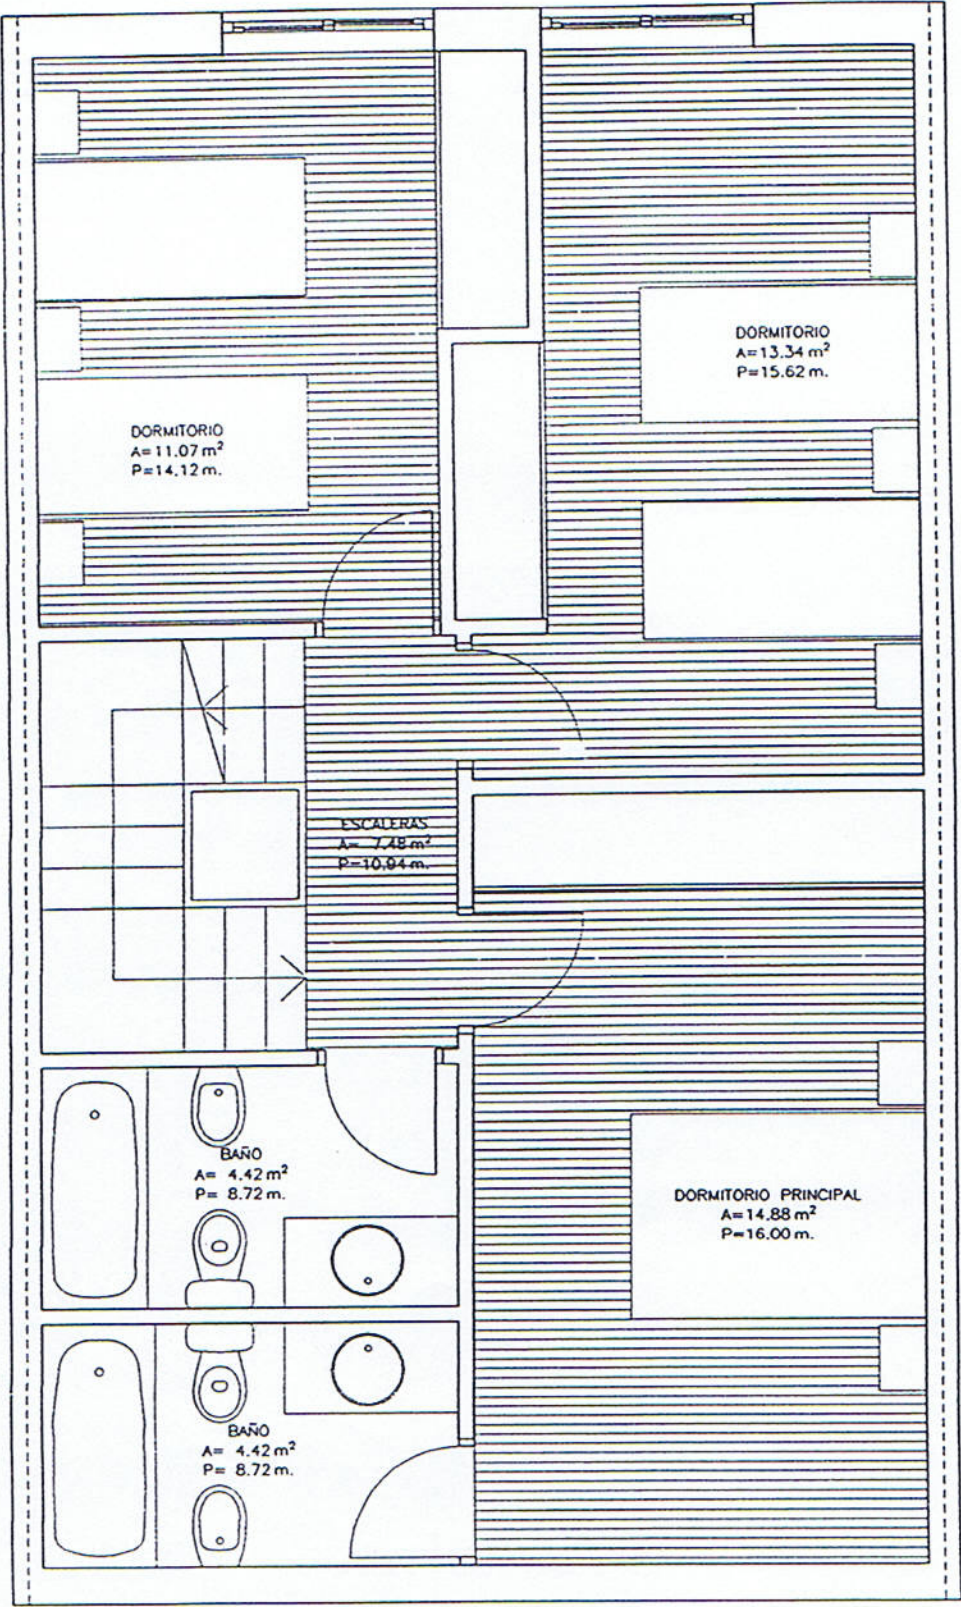 DORMITORIO
A=13.34 m²
P=15.62 m.
DORMITORIO
A=11.07 m²
P=14.12 m.
ESCALERAS
A= 7.48 m²
P=10.94 m.
BAÑO
A= 4.42 m²
P= 8.72 m.
DORMITORIO PRINCIPAL
A=14.88 m²
P=16.00 m.
BAÑO
A= 4.42 m²
P= 8.72 m.